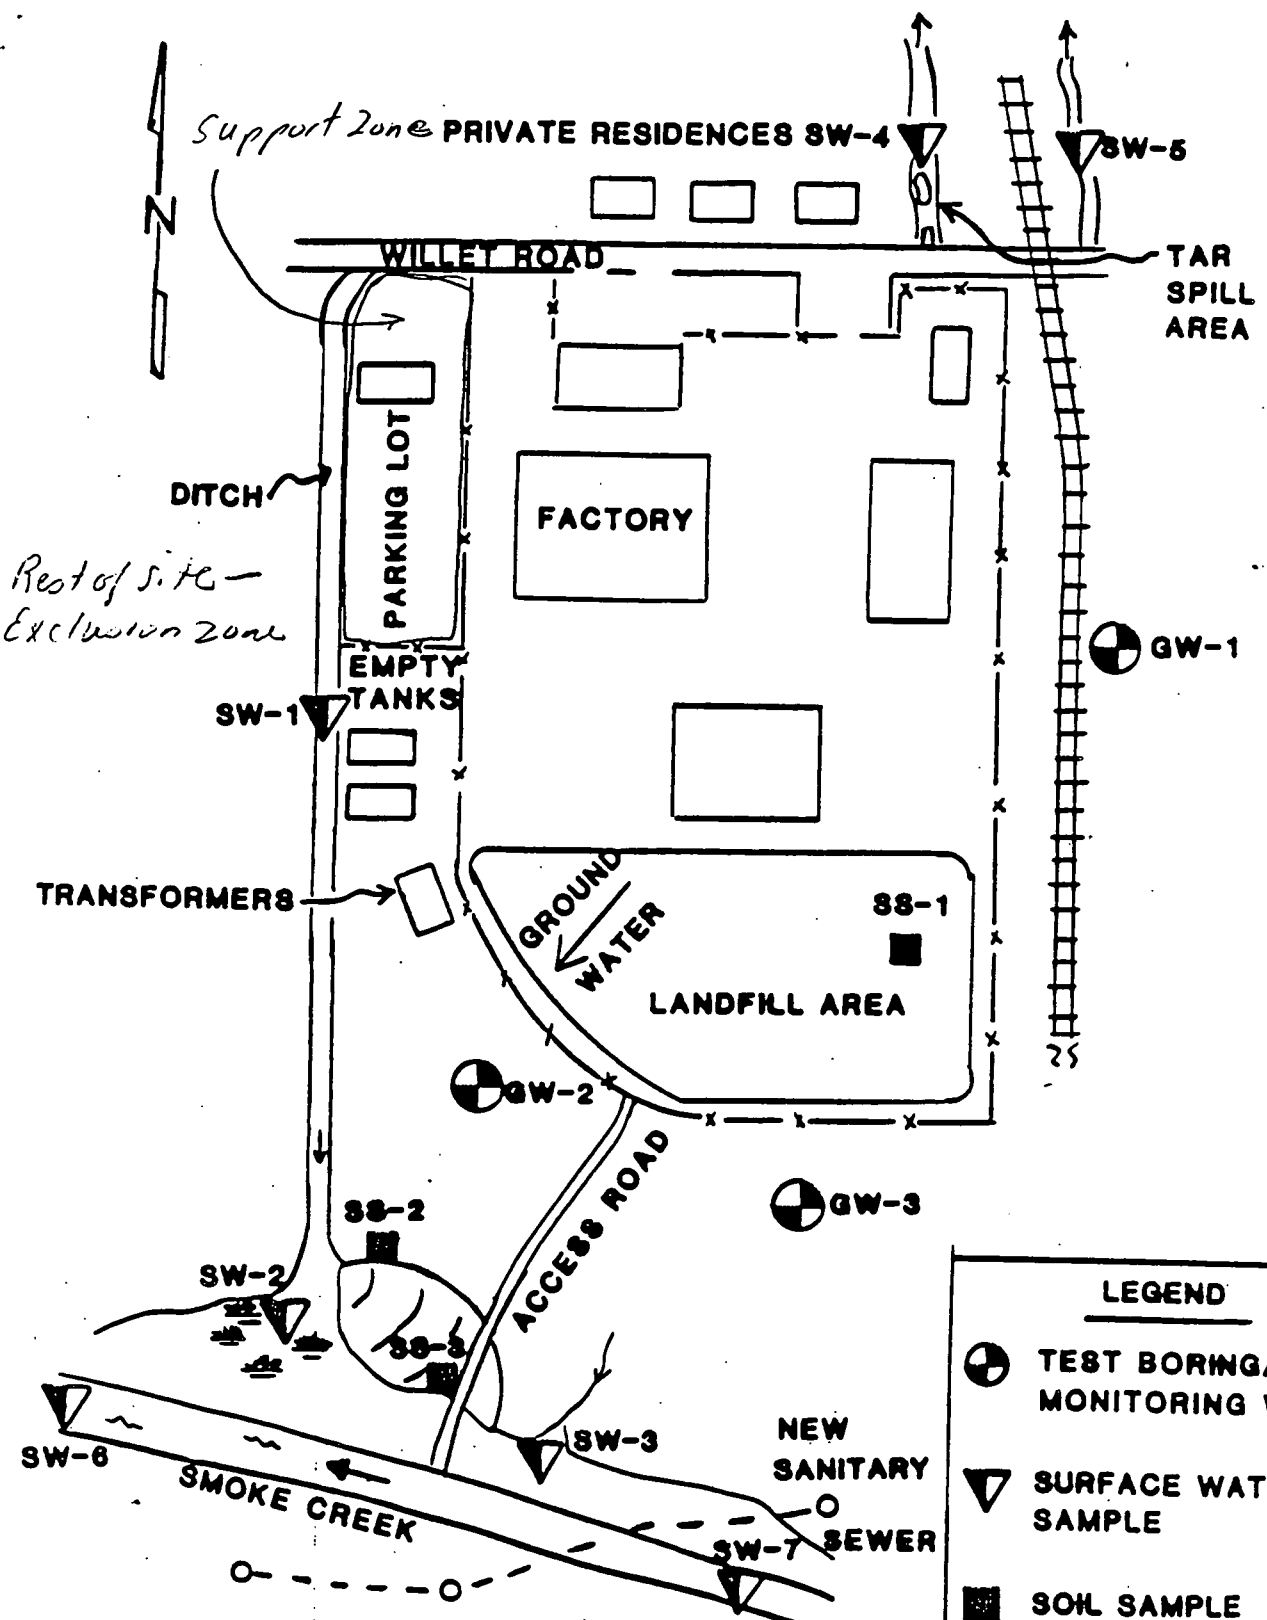 Support Zone
PRIVATE RESIDENCES
SW-4
SW-5
N
WILLET ROAD
TAR
SPILL
AREA
PARKING LOT
DITCH
FACTORY
Rest of site —
Exclusion zone
GW-1
EMPTY
TANKS
SW-1
TRANSFORMERS
GROUND
WATER
SS-1
LANDFILL AREA
GW-2
ACCESS ROAD
GW-3
SS-2
SW-2
SS-3
SW-6
SW-3
SMOKE CREEK
NEW
SANITARY
SEWER
SW-7
LEGEND
TEST BORING
MONITORING
SURFACE WAT
SAMPLE
SOIL SAMPLE